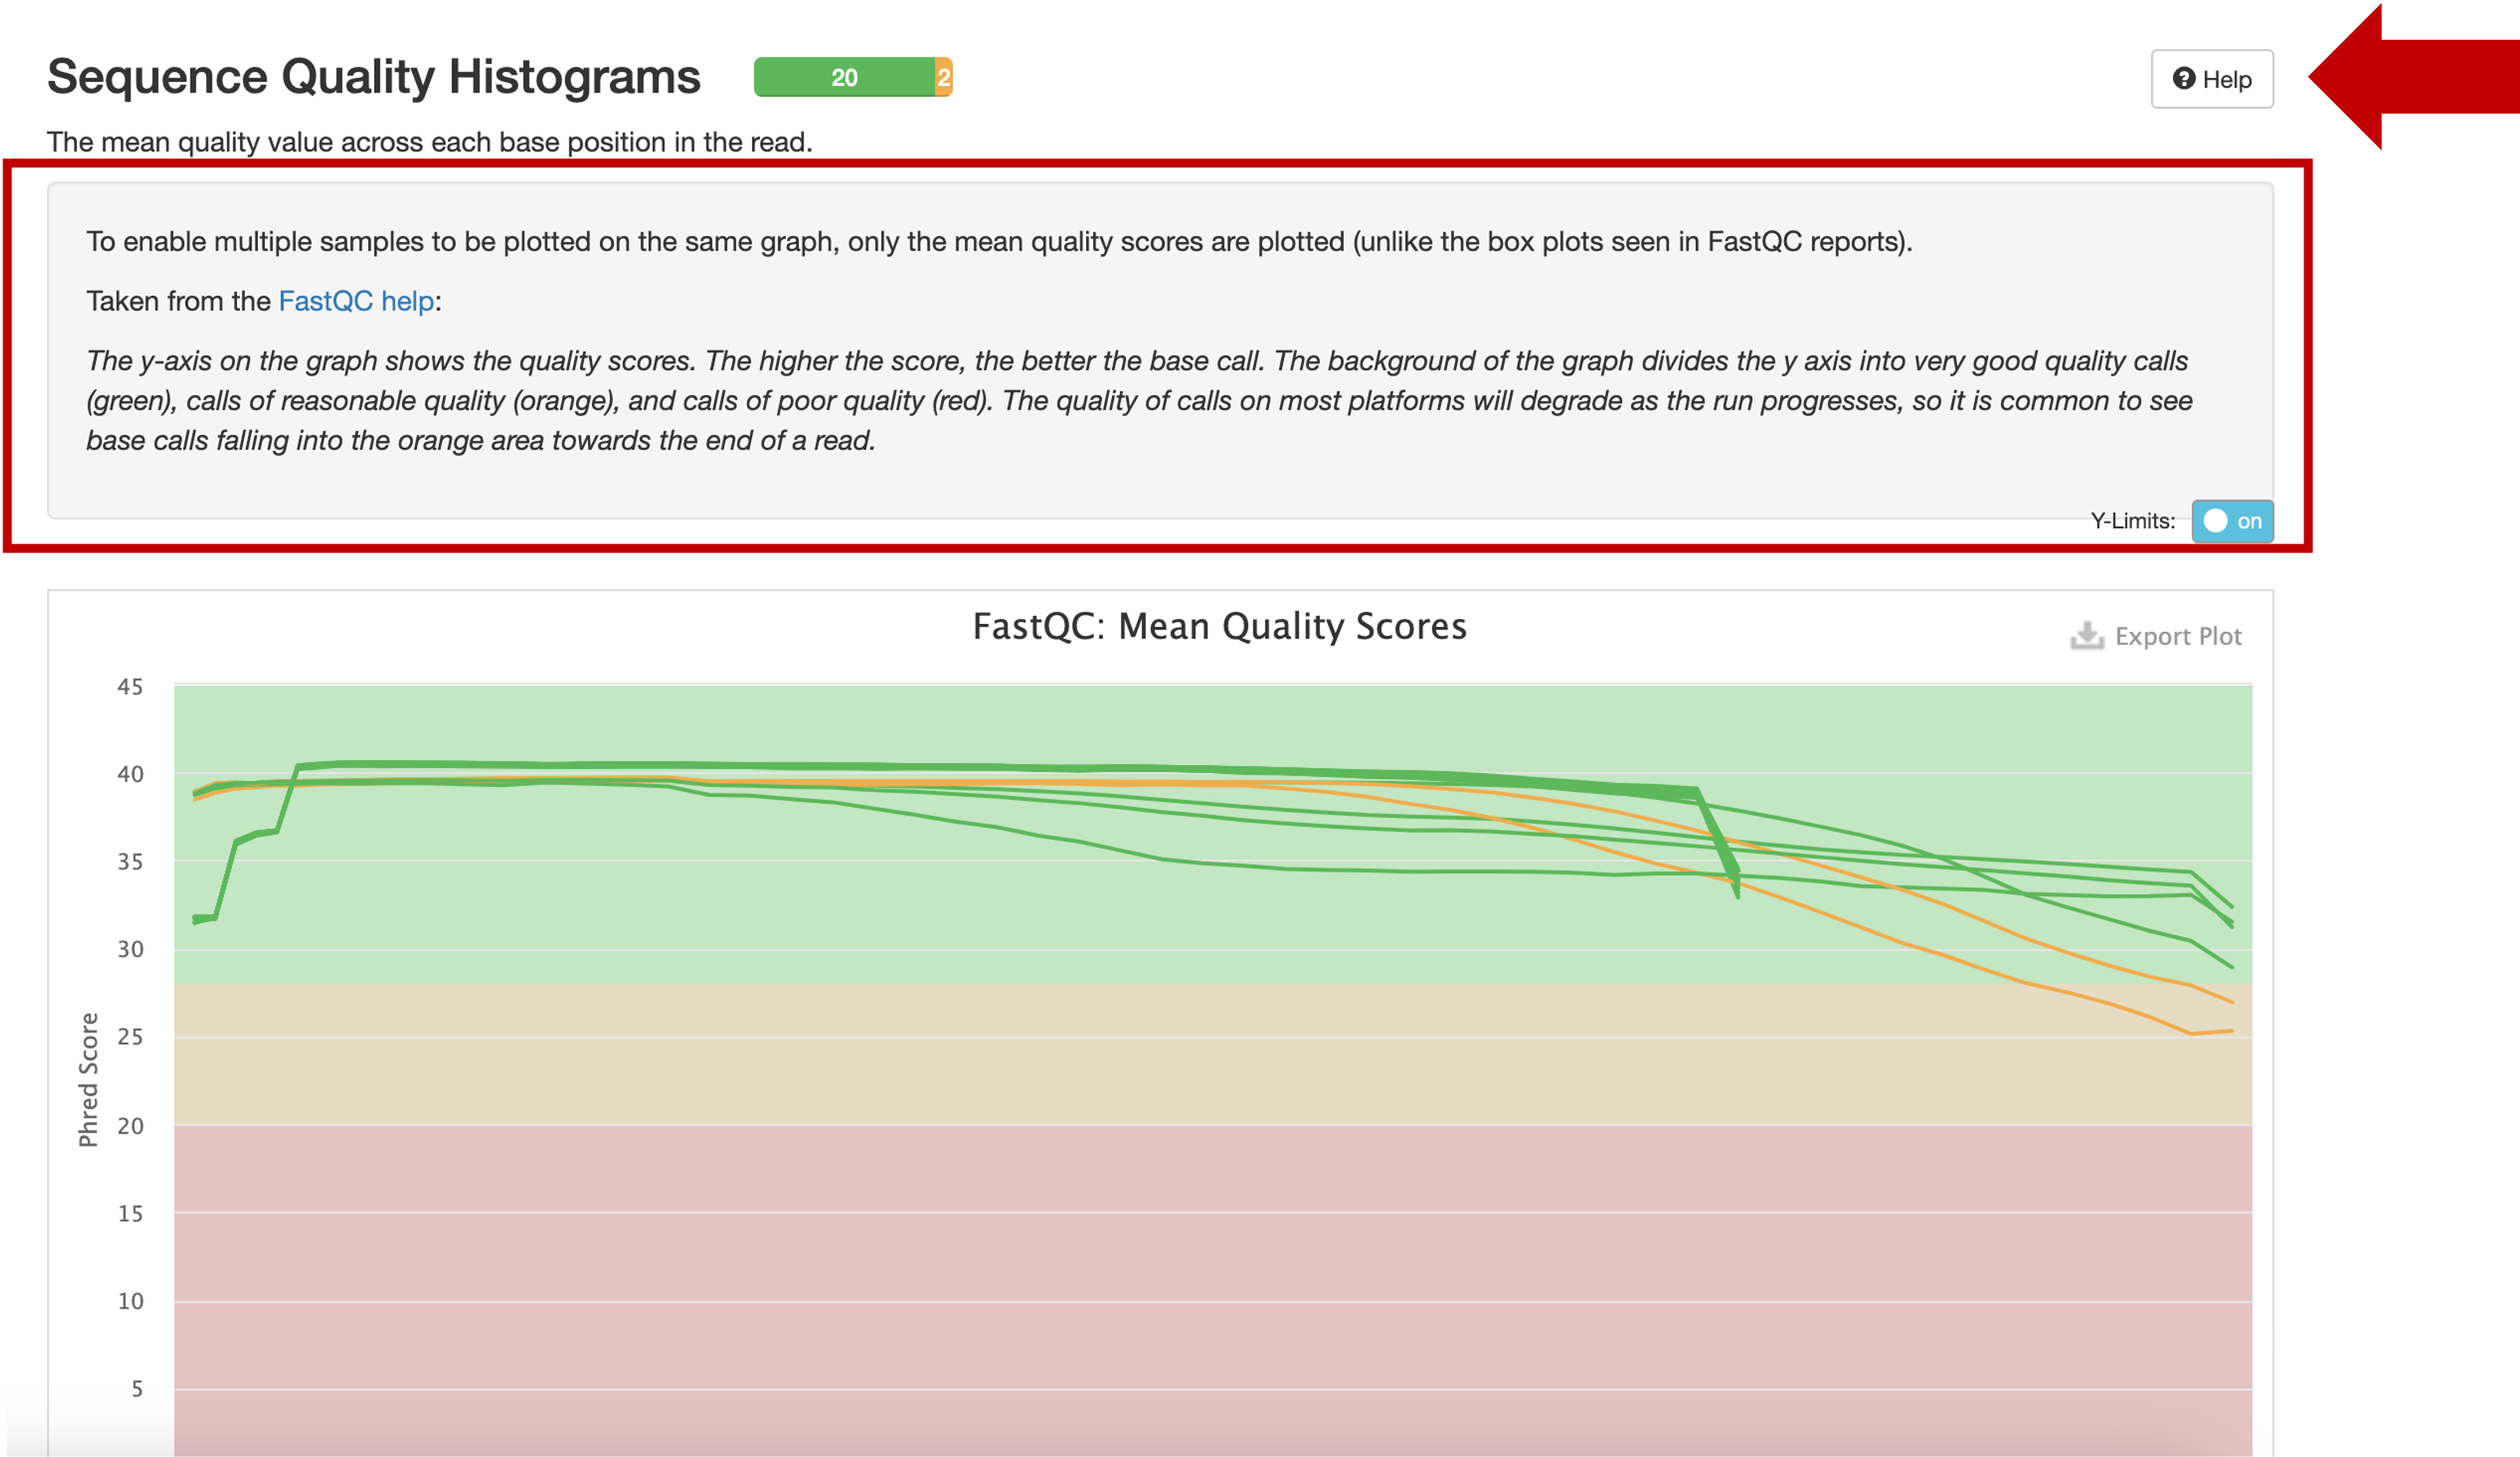 Sequence Quality Histograms
20
2
Help
The mean quality value across each base position in the read.
To enable multiple samples to be plotted on the same graph, only the mean quality scores are plotted (unlike the box plots seen in FastQC reports).
Taken from the FastQC help:
The y-axis on the graph shows the quality scores. The higher the score, the better the base call. The background of the graph divides the y axis into very good quality calls
(green), calls of reasonable quality (orange), and calls of poor quality (red). The quality of calls on most platforms will degrade as the run progresses, so it is common to see
base calls falling into the orange area towards the end of a read.
Y-Limits:
on
FastQC: Mean Quality Scores
Export Plot
45
40
35
30
25
20
15
10
5
Phred Score